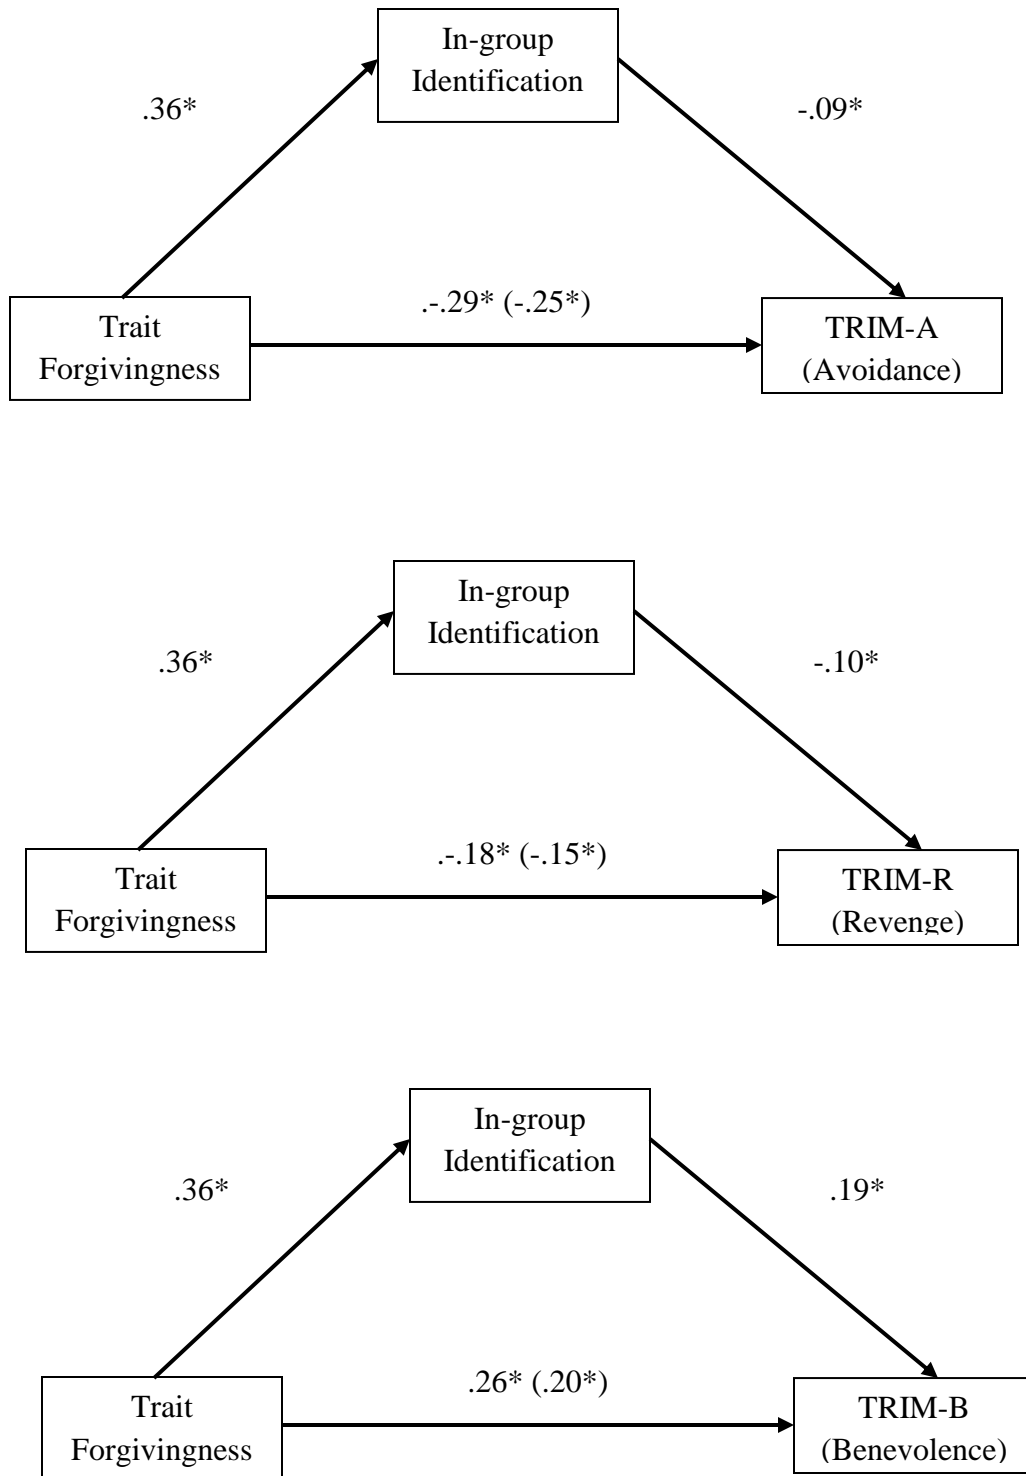 In-group
Identification
.36*
-.09*
.-.29* (-.25*)
Trait
Forgivingness
TRIM-A
(Avoidance)
In-group
Identification
.36*
-.10*
.-.18* (-.15*)
Trait
Forgivingness
TRIM-R
(Revenge)
In-group
Identification
.36*
.19*
.26* (.20*)
Trait
Forgivingness
TRIM-B
(Benevolence)